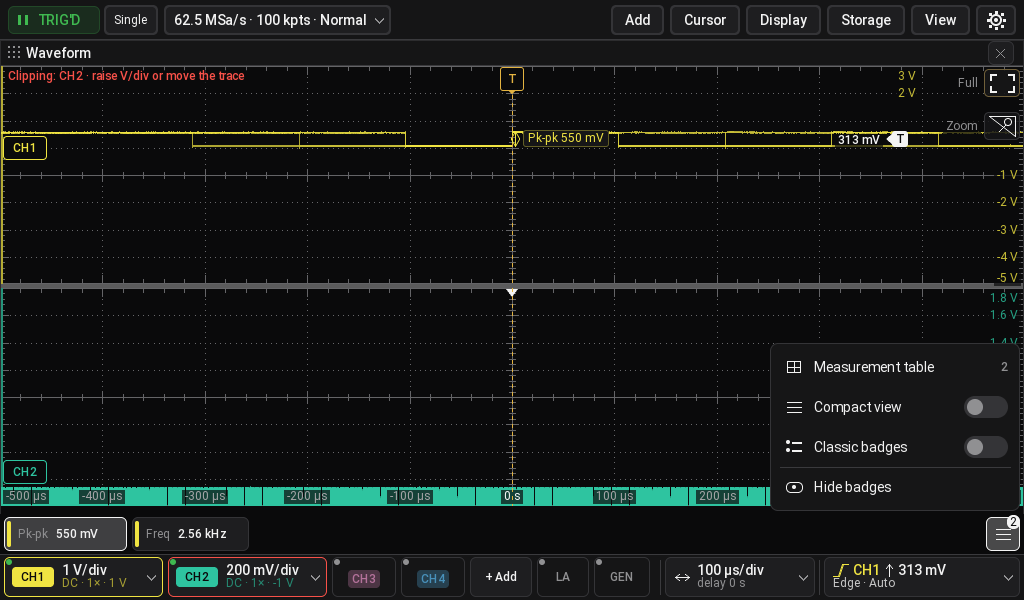 TRIG'D
Single
62.5 MSa/s · 100 kpts · Normal
Add
Cursor
Display
Storage
View
Waveform
Clipping: CH2 · raise V/div or move the trace
T
3 V
2 V
Full
Zoom
CH1
Pk-pk 550 mV
313 mV
T
-1 V
-2 V
-3 V
-4 V
-5 V
1.8 V
1.6 V
Measurement table 2
Compact view
Classic badges
Hide badges
CH2
-500 µs
-400 µs
-300 µs
-200 µs
-100 µs
0 s
100 µs
200 µs
Pk-pk 550 mV
Freq 2.56 kHz
2
CH1
1 V/div
DC · 1× · 1 V
CH2
200 mV/div
DC · 1× · -1 V
CH3
CH4
+ Add
LA
GEN
100 µs/div
delay 0 s
CH1 ↑ 313 mV
Edge · Auto